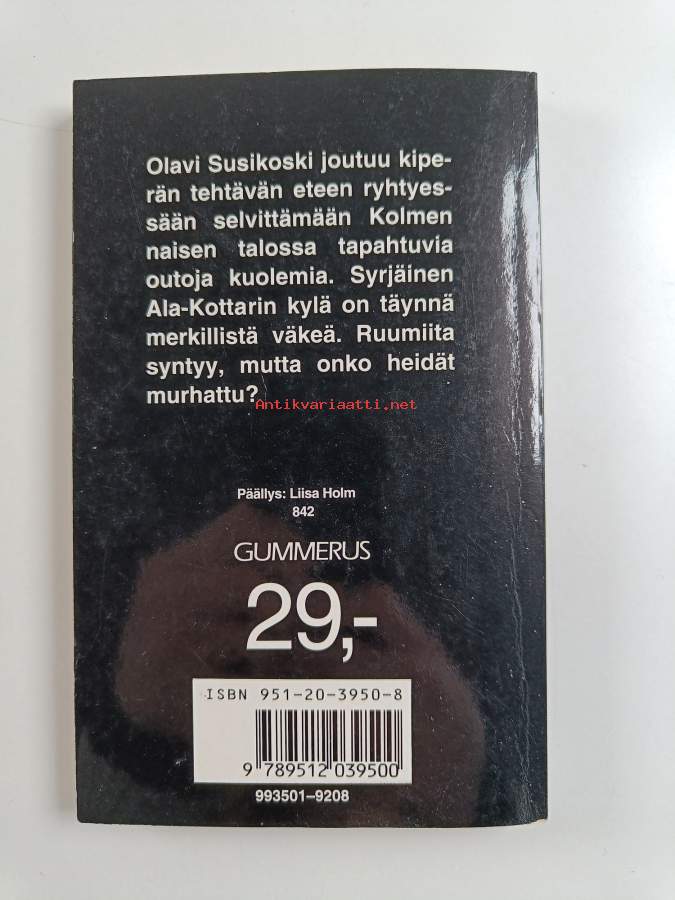 Olavi Susikoski joutuu kipe-
rän tehtävän eteen ryhtyes-
sään selvittämään Kolmen
naisen talossa tapahtuvia
outoja kuolemia. Syrjäinen
Ala-Kottarin kylä on täynnä
merkillistä väkeä. Ruumiita
syntyy, mutta onko heidät
murhattu?
Antikvariaatti.net
Päällys: Liisa Holm
842
GUMMERUS
29,-
ISBN 951-20-3950-8
9 789512 039500
993501–9208